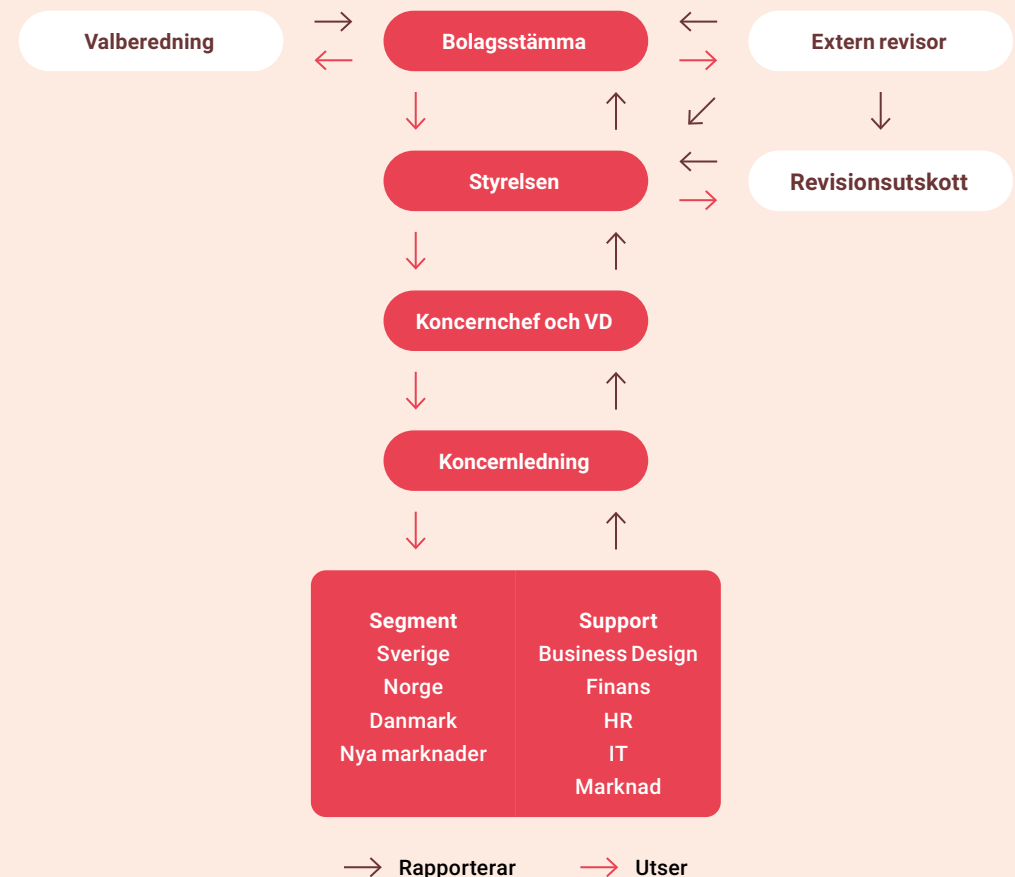 Valberedning
Bolagsstämma
Extern revisor
Styrelsen
Revisionsutskott
Koncernchef och VD
Koncernledning
Segment
Sverige
Norge
Danmark
Nya marknader
Support
Business Design
Finans
HR
IT
Marknad
Rapporterar
Utser